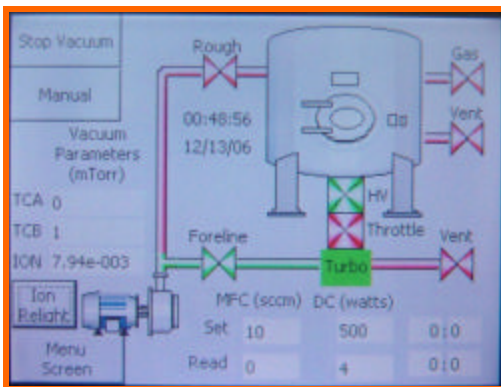 Stop Vacuum
Manual
Rough
Gas
Vent
00:48:56
12/13/06
Vacuum
Parameters
(mTorr)
TCA 0
TCB 1
ION 7.94e-003
HV
Throttle
Foreline
Vent
Turbo
Ion
Relight
MFC (sccm) DC (watts)
Set 10 500 0:0
Read 0 4 0:0
Menu
Screen